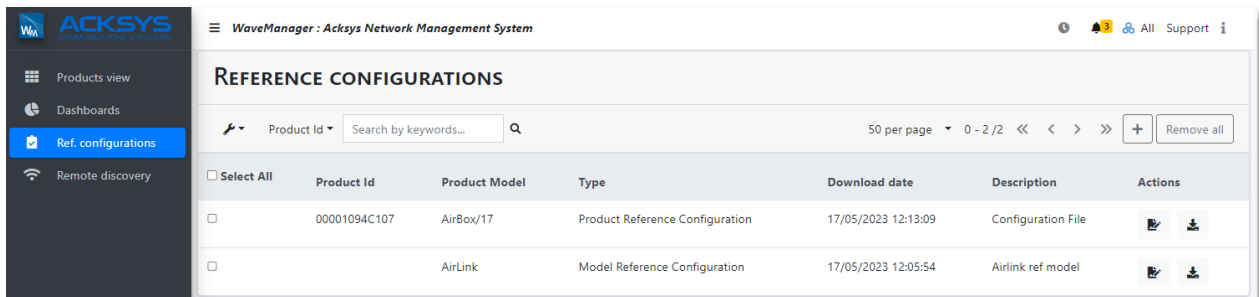 WM ACKSYS
COMMUNICATIONS & SYSTEMS
WaveManager : Acksys Network Management System
3 All Support i
Products view
Dashboards
Ref. configurations
Remote discovery
REFERENCE CONFIGURATIONS
Product Id Search by keywords... 50 per page 0 - 2 /2 « < > » + Remove all
Select All Product Id Product Model Type Download date Description Actions
00001094C107 AirBox/17 Product Reference Configuration 17/05/2023 12:13:09 Configuration File
AirLink Model Reference Configuration 17/05/2023 12:05:54 Airlink ref model